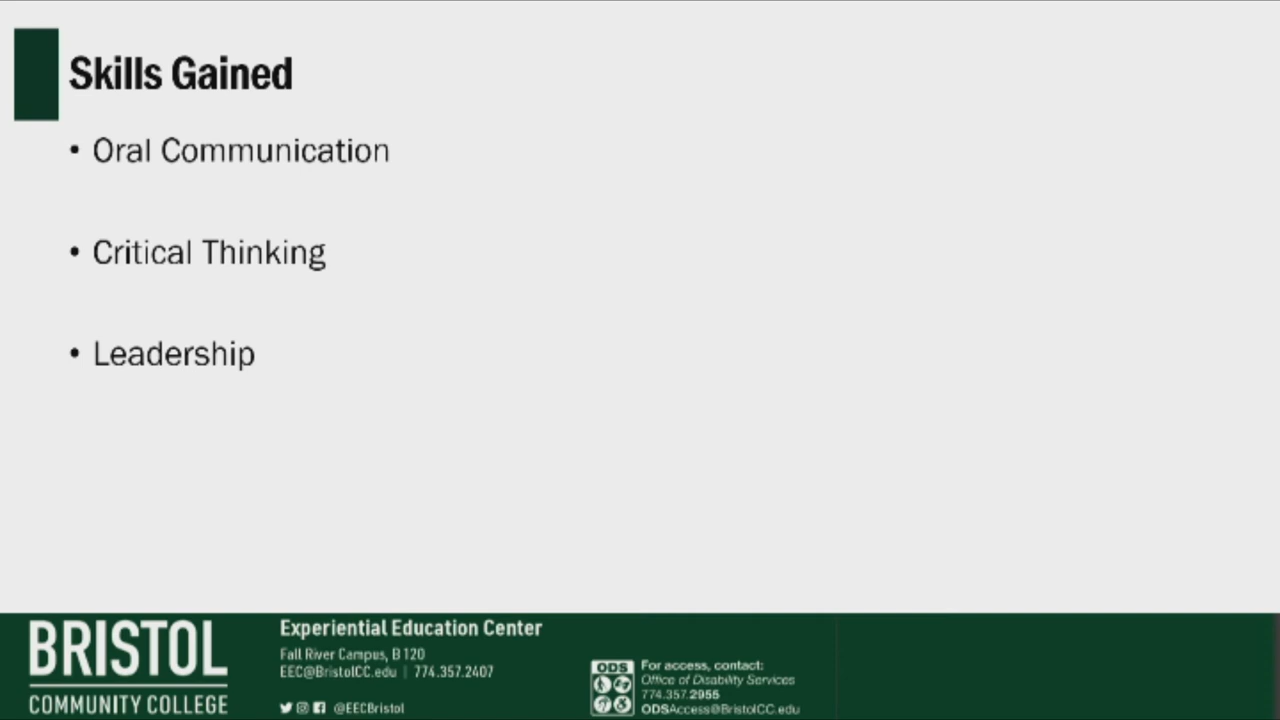 Skills Gained
• Oral Communication
• Critical Thinking
• Leadership
BRISTOL
COMMUNITY COLLEGE
Experiential Education Center
Fall River Campus, B 120
EEC@BristolCC.edu | 774.357.2407
@EECBristol
ODS
For access, contact:
Office of Disability Services
774.357.2955
ODSAccess@BristolCC.edu